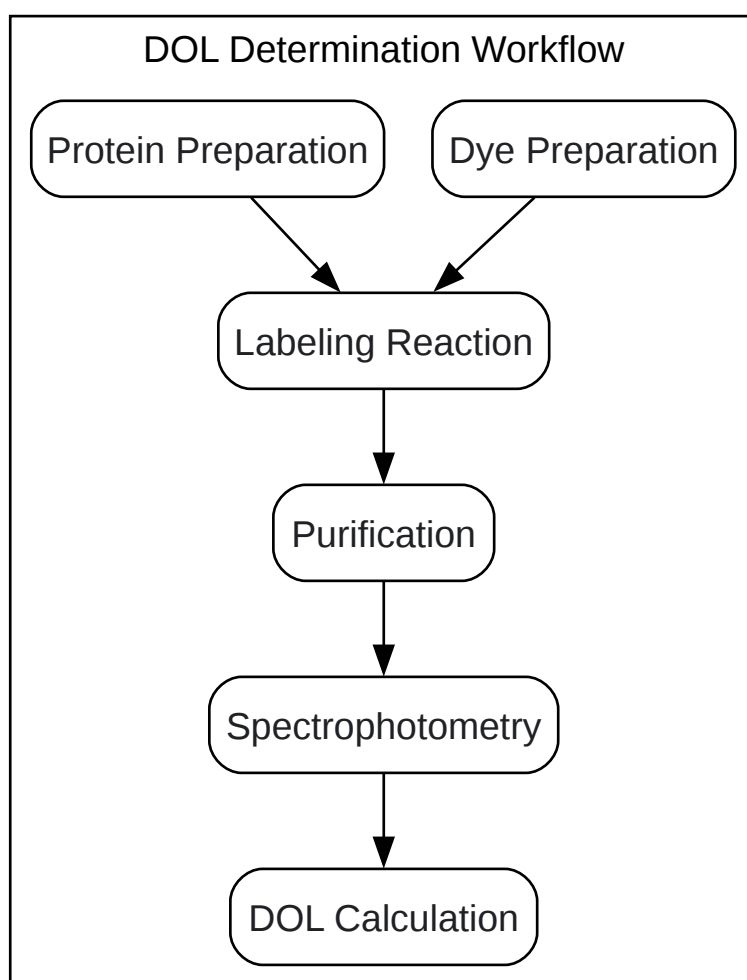 DOL Determination Workflow
Protein Preparation
Dye Preparation
Labeling Reaction
Purification
Spectrophotometry
DOL Calculation